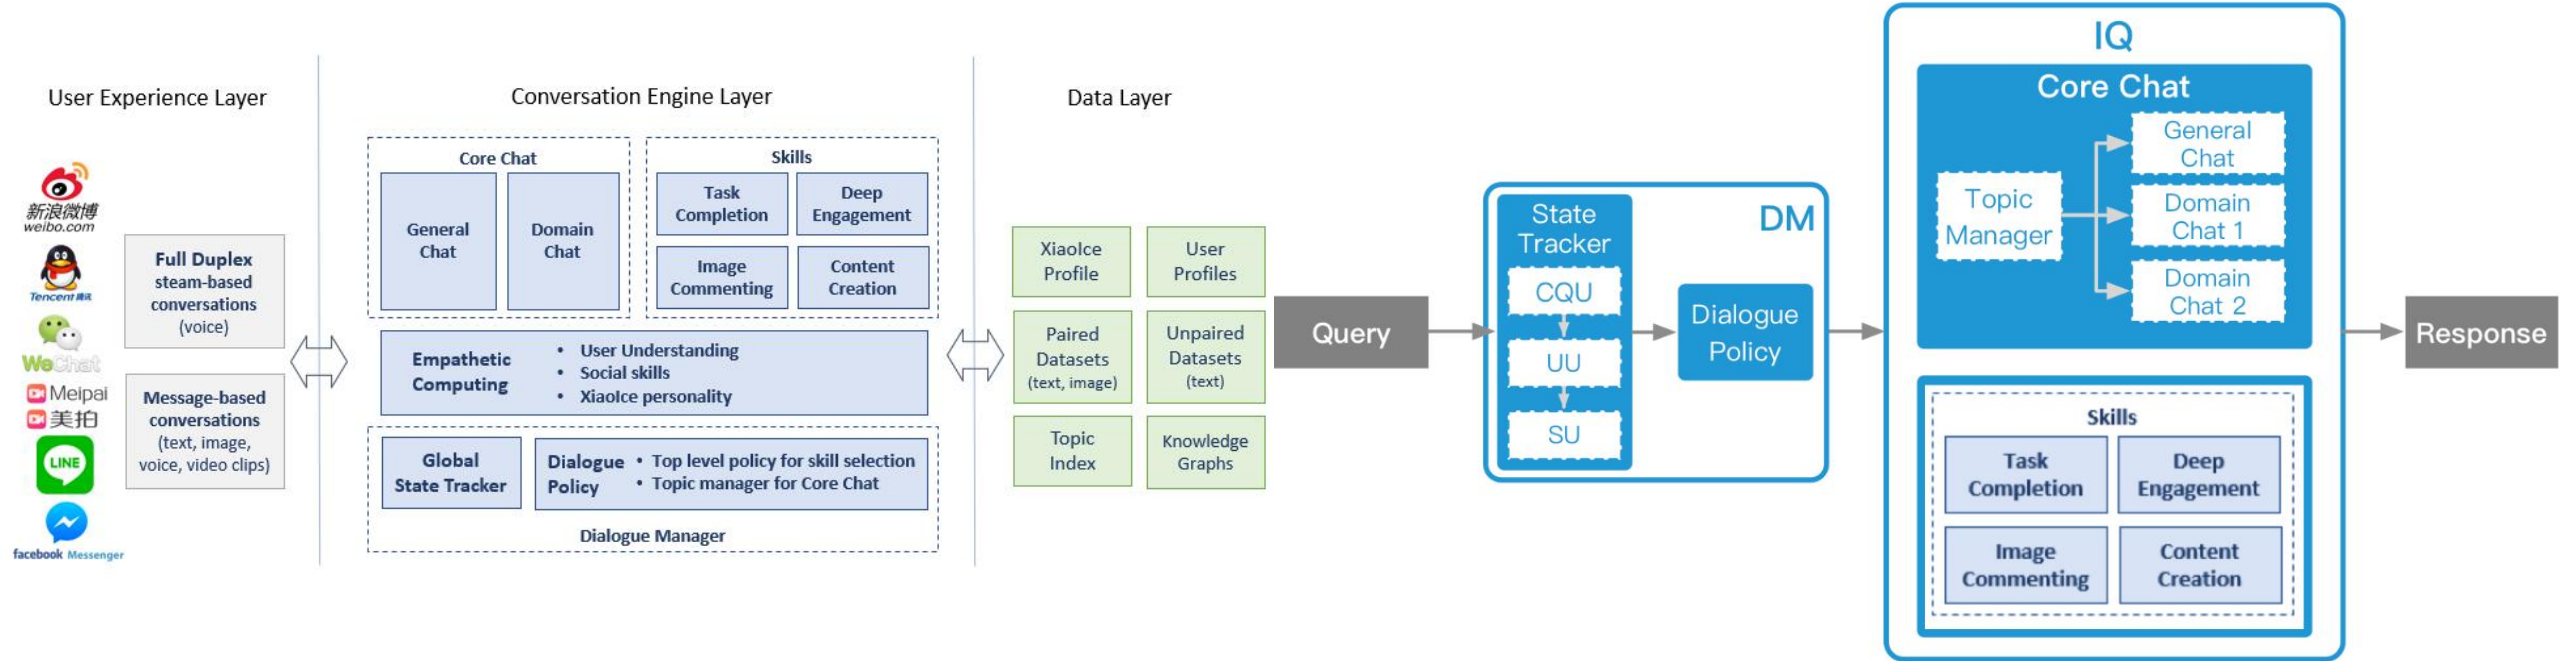 User Experience Layer
新浪微博
weibo.com
Tencent 腾讯
WeChat
Meipai
美拍
LINE
facebook Messenger
Full Duplex
steam-based
conversations
(voice)
Message-based
conversations
(text, image,
voice, video clips)
Conversation Engine Layer
Core Chat
General
Chat
Domain
Chat
Skills
Task
Completion
Deep
Engagement
Image
Commenting
Content
Creation
Empathetic
Computing
• User Understanding
• Social skills
• XiaoIce personality
Global
State Tracker
Dialogue
Policy
• Top level policy for skill selection
• Topic manager for Core Chat
Dialogue Manager
Data Layer
XiaoIce
Profile
User
Profiles
Paired
Datasets
(text, image)
Unpaired
Datasets
(text)
Topic
Index
Knowledge
Graphs
Query
State
Tracker
CQU
UU
SU
DM
Dialogue
Policy
IQ
Core Chat
Topic
Manager
General
Chat
Domain
Chat 1
Domain
Chat 2
Skills
Task
Completion
Deep
Engagement
Image
Commenting
Content
Creation
Response